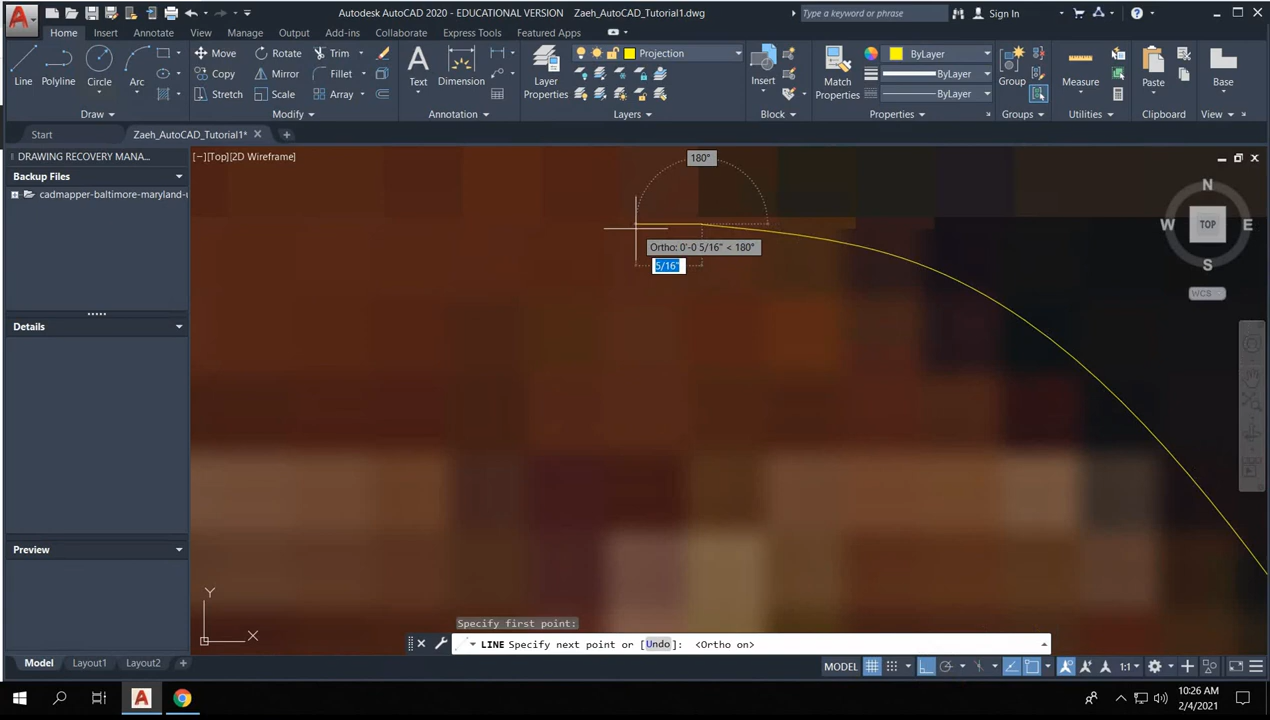 Autodesk AutoCAD 2020 - EDUCATIONAL VERSION Zaeh_AutoCAD_Tutorial1.dwg
Type a keyword or phrase
Sign In
Home Insert Annotate View Manage Output Add-ins Collaborate Express Tools Featured Apps
Line Polyline Circle Arc
Move Rotate Trim
Copy Mirror Fillet
Stretch Scale Array
Text Dimension
Layer Properties
Projection
Insert
Match Properties
ByLayer
ByLayer
ByLayer
Group
Measure
Paste
Base
Draw Modify Annotation Layers Block Properties Groups Utilities Clipboard View
Start Zaeh_AutoCAD_Tutorial1*
DRAWING RECOVERY MANA...
Backup Files
cadmapper-baltimore-maryland-u
Details
Preview
[−][Top][2D Wireframe]
180°
Ortho: 0'-0 5/16" < 180°
5/16"
N
W TOP E
S
WCS
Y
X
Specify first point:
LINE Specify next point or [Undo]: <Ortho on>
Model Layout1 Layout2
MODEL 1:1
10:26 AM
2/4/2021